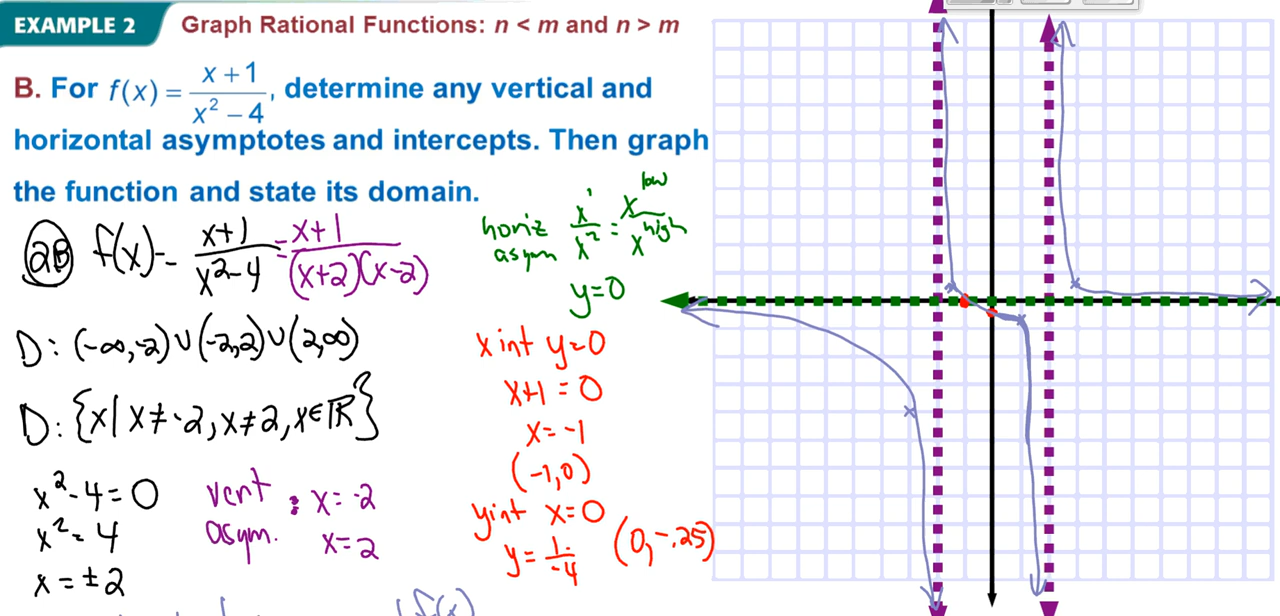 EXAMPLE 2 Graph Rational Functions: n < m and n > m
B. For f(x) = (x + 1)/(x² − 4), determine any vertical and
horizontal asymptotes and intercepts. Then graph
the function and state its domain.
2B f(x) = (x+1)/(x²-4) = (x+1)/((x+2)(x-2))
D: (-∞,-2) ∪ (-2,2) ∪ (2,∞)
D: {x | x ≠ -2, x ≠ 2, x ∈ ℝ}
x² - 4 = 0
x² = 4
x = ±2
vert asym. : x = -2
x = 2
horiz asym x¹/x² = x^low/x^high
y = 0
x int y = 0
x+1 = 0
x = -1
(-1,0)
y int x = 0
y = 1/-4 (0, -.25)
f(x)